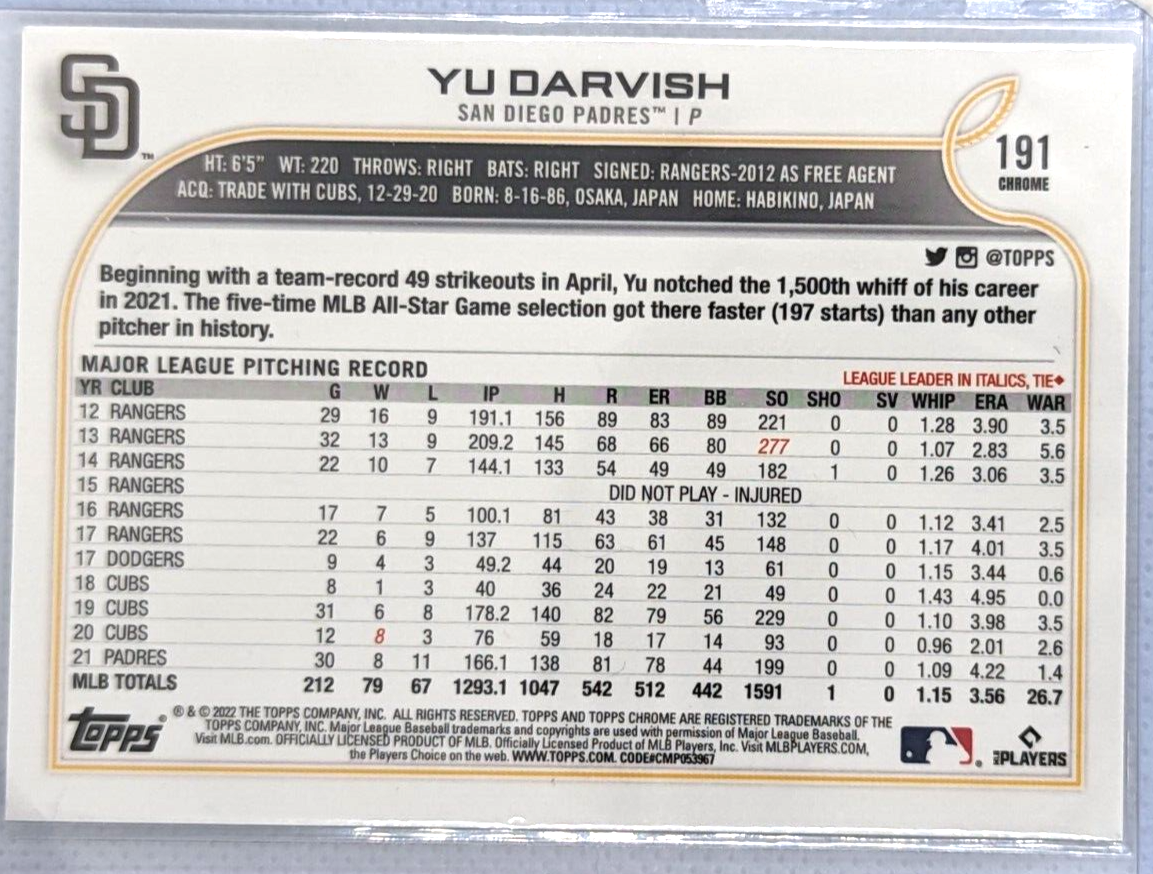 SD™
YU DARVISH
SAN DIEGO PADRES™ | P
191
CHROME
HT: 6'5" WT: 220 THROWS: RIGHT BATS: RIGHT SIGNED: RANGERS-2012 AS FREE AGENT
ACQ: TRADE WITH CUBS, 12-29-20 BORN: 8-16-86, OSAKA, JAPAN HOME: HABIKINO, JAPAN
@TOPPS
Beginning with a team-record 49 strikeouts in April, Yu notched the 1,500th whiff of his career
in 2021. The five-time MLB All-Star Game selection got there faster (197 starts) than any other
pitcher in history.
MAJOR LEAGUE PITCHING RECORD
LEAGUE LEADER IN ITALICS, TIE♦
YR CLUB G W L IP H R ER BB SO SHO SV WHIP ERA WAR
12 RANGERS 29 16 9 191.1 156 89 83 89 221 0 0 1.28 3.90 3.5
13 RANGERS 32 13 9 209.2 145 68 66 80 277 0 0 1.07 2.83 5.6
14 RANGERS 22 10 7 144.1 133 54 49 49 182 1 0 1.26 3.06 3.5
15 RANGERS DID NOT PLAY - INJURED
16 RANGERS 17 7 5 100.1 81 43 38 31 132 0 0 1.12 3.41 2.5
17 RANGERS 22 6 9 137 115 63 61 45 148 0 0 1.17 4.01 3.5
17 DODGERS 9 4 3 49.2 44 20 19 13 61 0 0 1.15 3.44 0.6
18 CUBS 8 1 3 40 36 24 22 21 49 0 0 1.43 4.95 0.0
19 CUBS 31 6 8 178.2 140 82 79 56 229 0 0 1.10 3.98 3.5
20 CUBS 12 8 3 76 59 18 17 14 93 0 0 0.96 2.01 2.6
21 PADRES 30 8 11 166.1 138 81 78 44 199 0 0 1.09 4.22 1.4
MLB TOTALS 212 79 67 1293.1 1047 542 512 442 1591 1 0 1.15 3.56 26.7
Topps®
® & © 2022 THE TOPPS COMPANY, INC. ALL RIGHTS RESERVED. TOPPS AND TOPPS CHROME ARE REGISTERED TRADEMARKS OF THE
TOPPS COMPANY, INC. Major League Baseball trademarks and copyrights are used with permission of Major League Baseball.
Visit MLB.com. OFFICIALLY LICENSED PRODUCT OF MLB. Officially Licensed Product of MLB Players, Inc. Visit MLBPLAYERS.COM,
the Players Choice on the web. WWW.TOPPS.COM. CODE#CMP053967
MLB PLAYERS